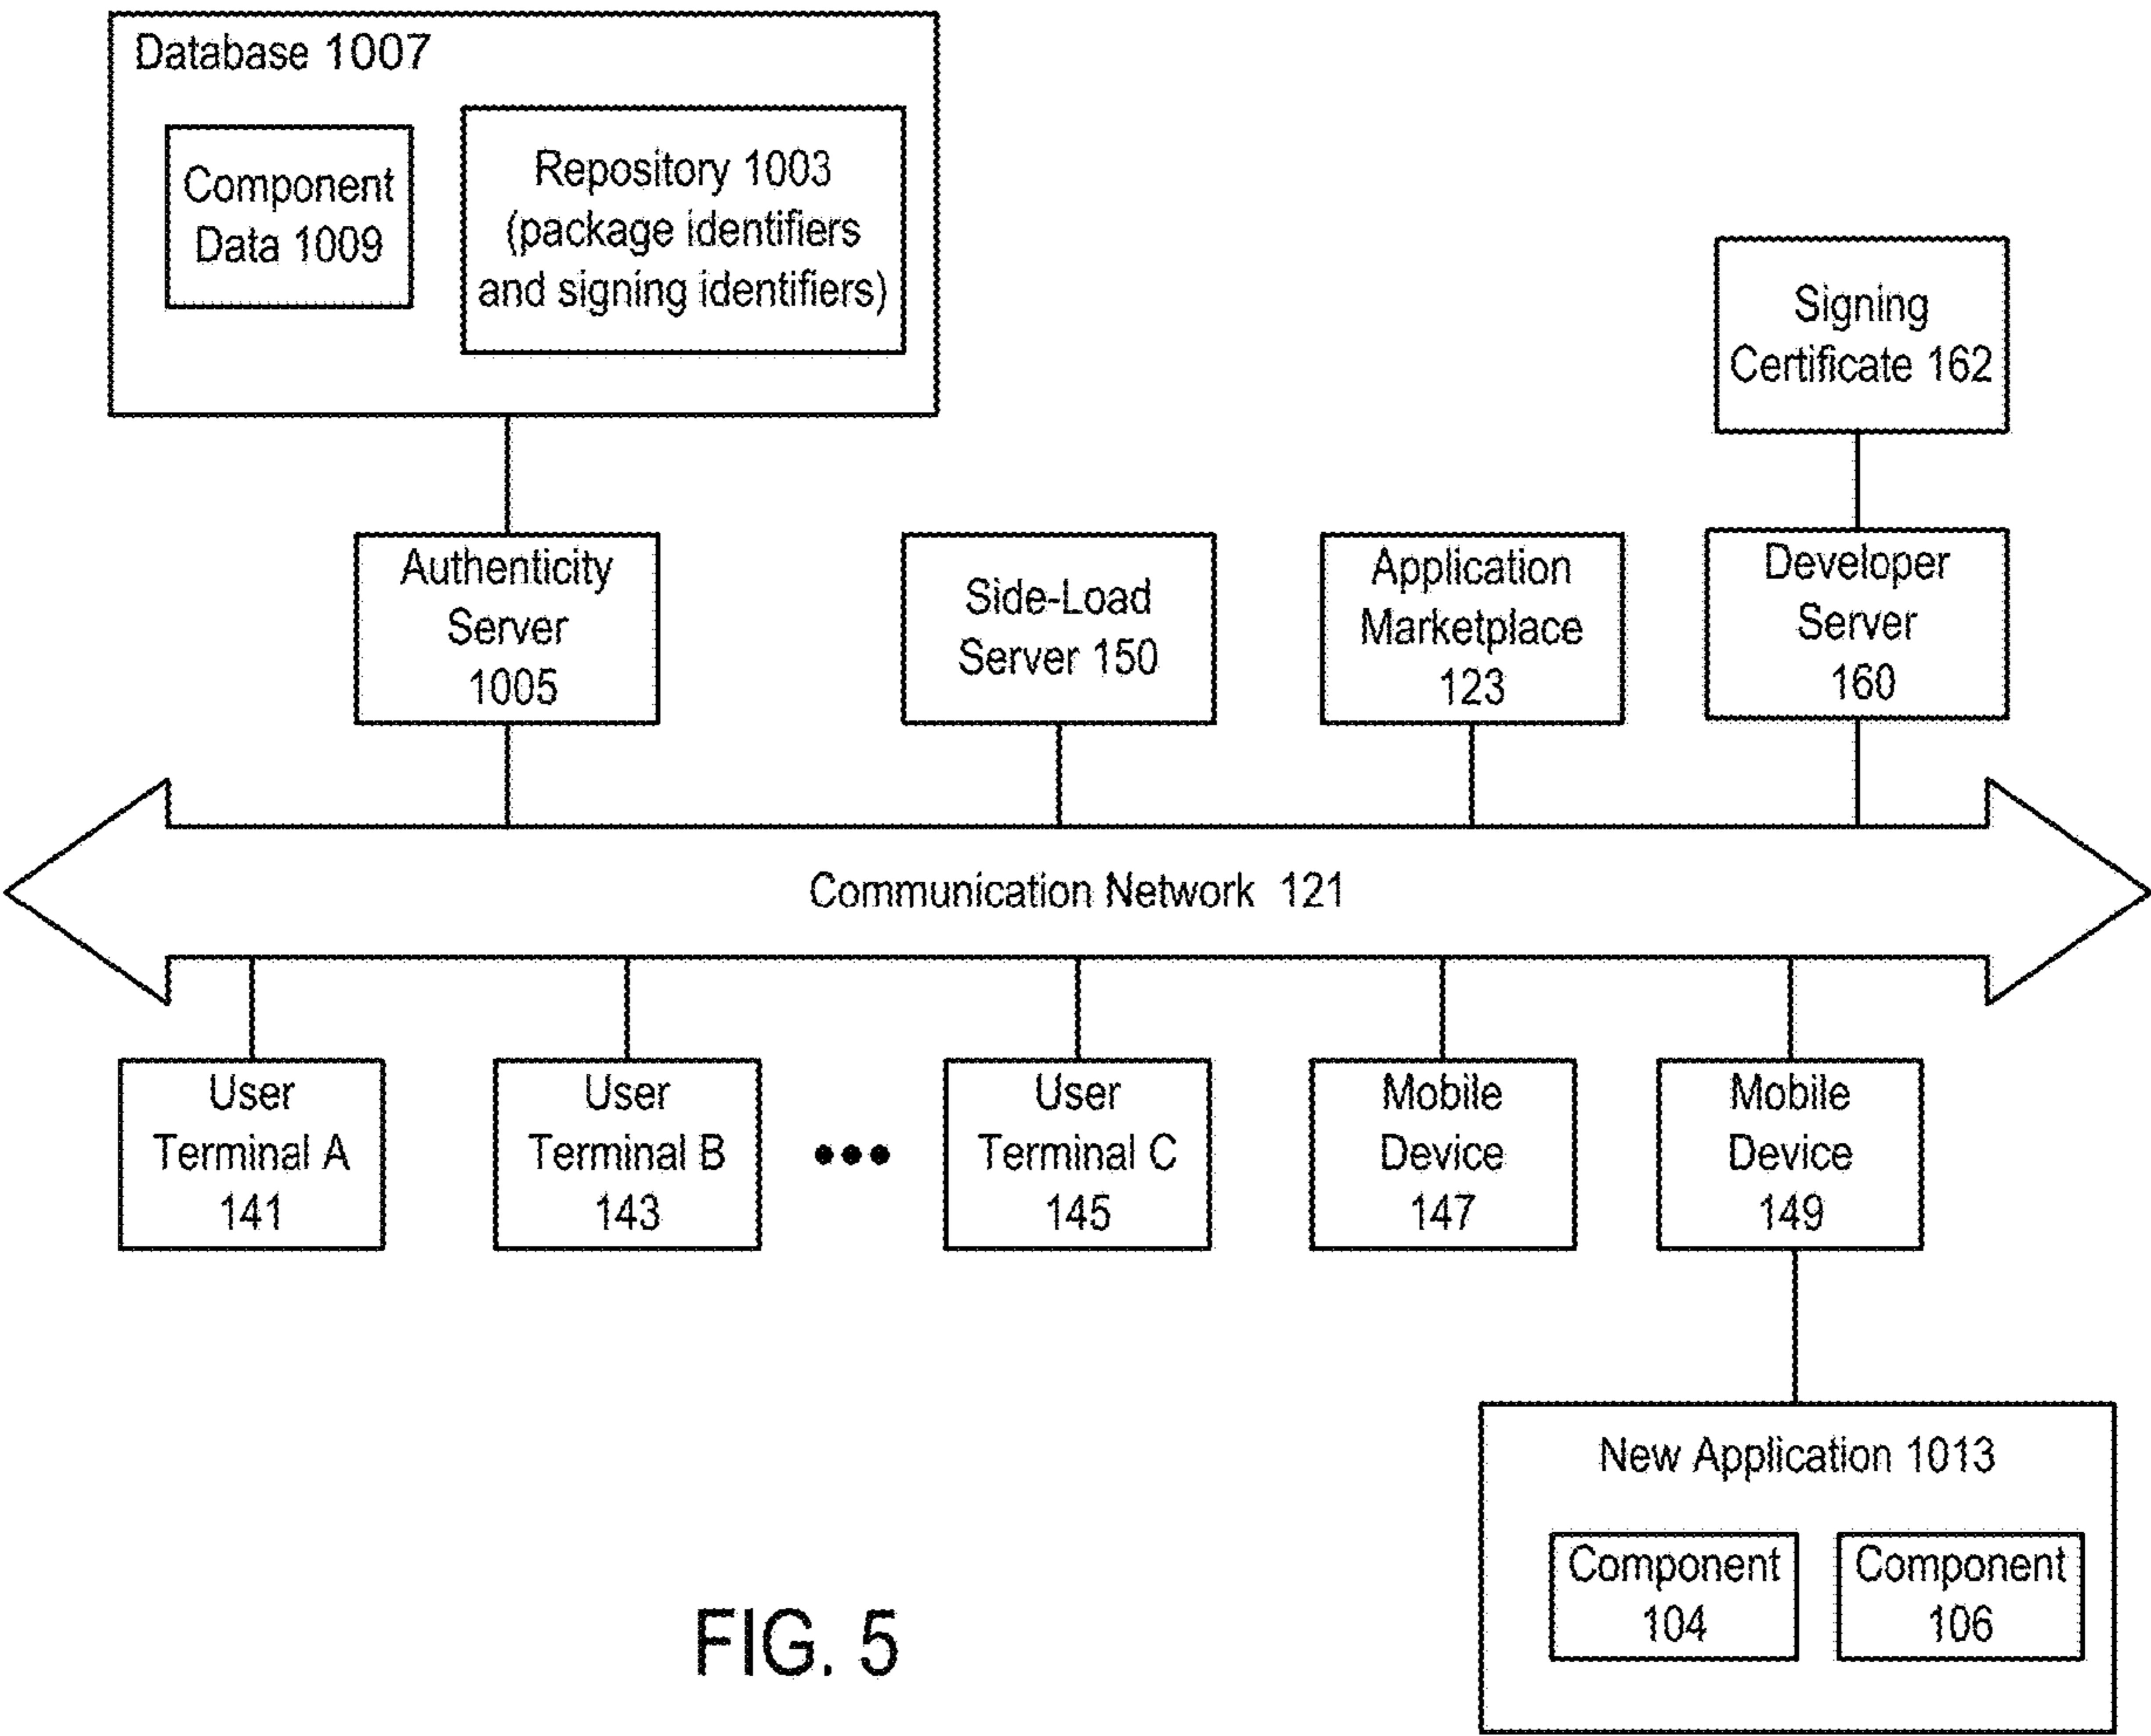 Database 1007
Component
Data 1009
Repository 1003
(package identifiers
and signing identifiers)
Signing
Certificate 162
Authenticity
Server
1005
Side-Load
Server 150
Application
Marketplace
123
Developer
Server
160
Communication Network 121
User
Terminal A
141
User
Terminal B
143
User
Terminal C
145
Mobile
Device
147
Mobile
Device
149
New Application 1013
Component
104
Component
106
FIG. 5